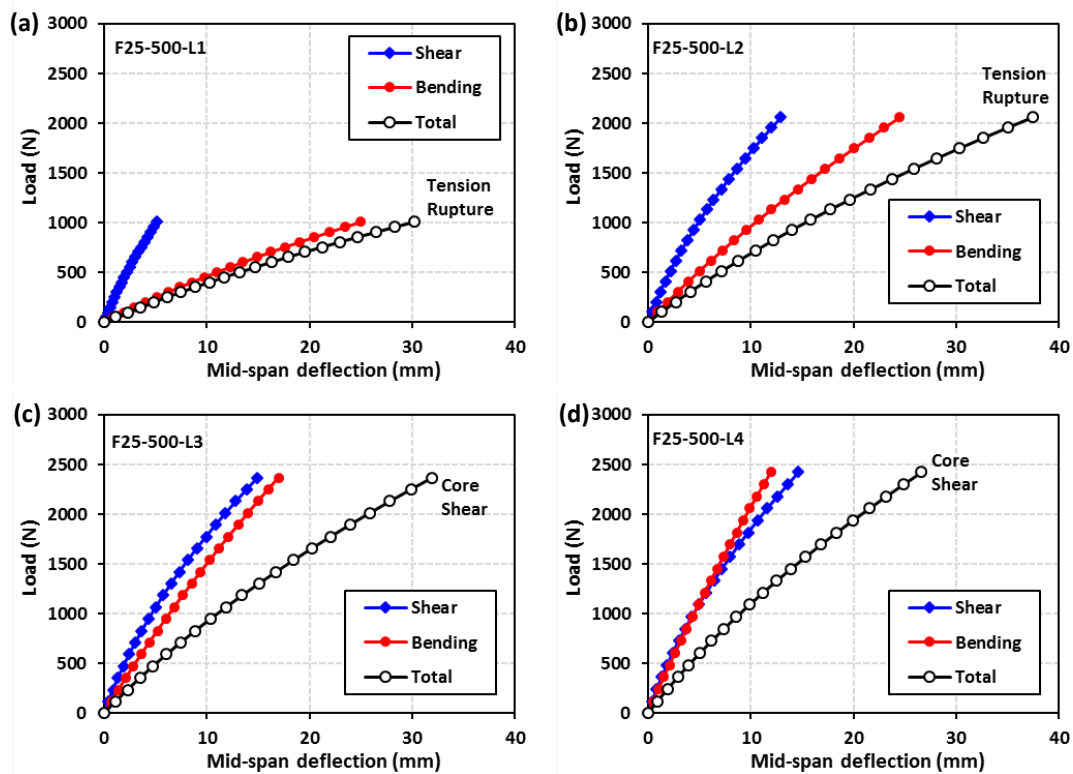 (a)
F25-500-L1
3000
2500
2000
1500
1000
500
0
Load (N)
Shear
Bending
Total
Tension
Rupture
0 10 20 30 40
Mid-span deflection (mm)
(b)
F25-500-L2
3000
2500
2000
1500
1000
500
0
Load (N)
Tension
Rupture
Shear
Bending
Total
0 10 20 30 40
Mid-span deflection (mm)
(c)
F25-500-L3
3000
2500
2000
1500
1000
500
0
Load (N)
Core
Shear
Shear
Bending
Total
0 10 20 30 40
Mid-span deflection (mm)
(d)
F25-500-L4
3000
2500
2000
1500
1000
500
0
Load (N)
Core
Shear
Shear
Bending
Total
0 10 20 30 40
Mid-span deflection (mm)